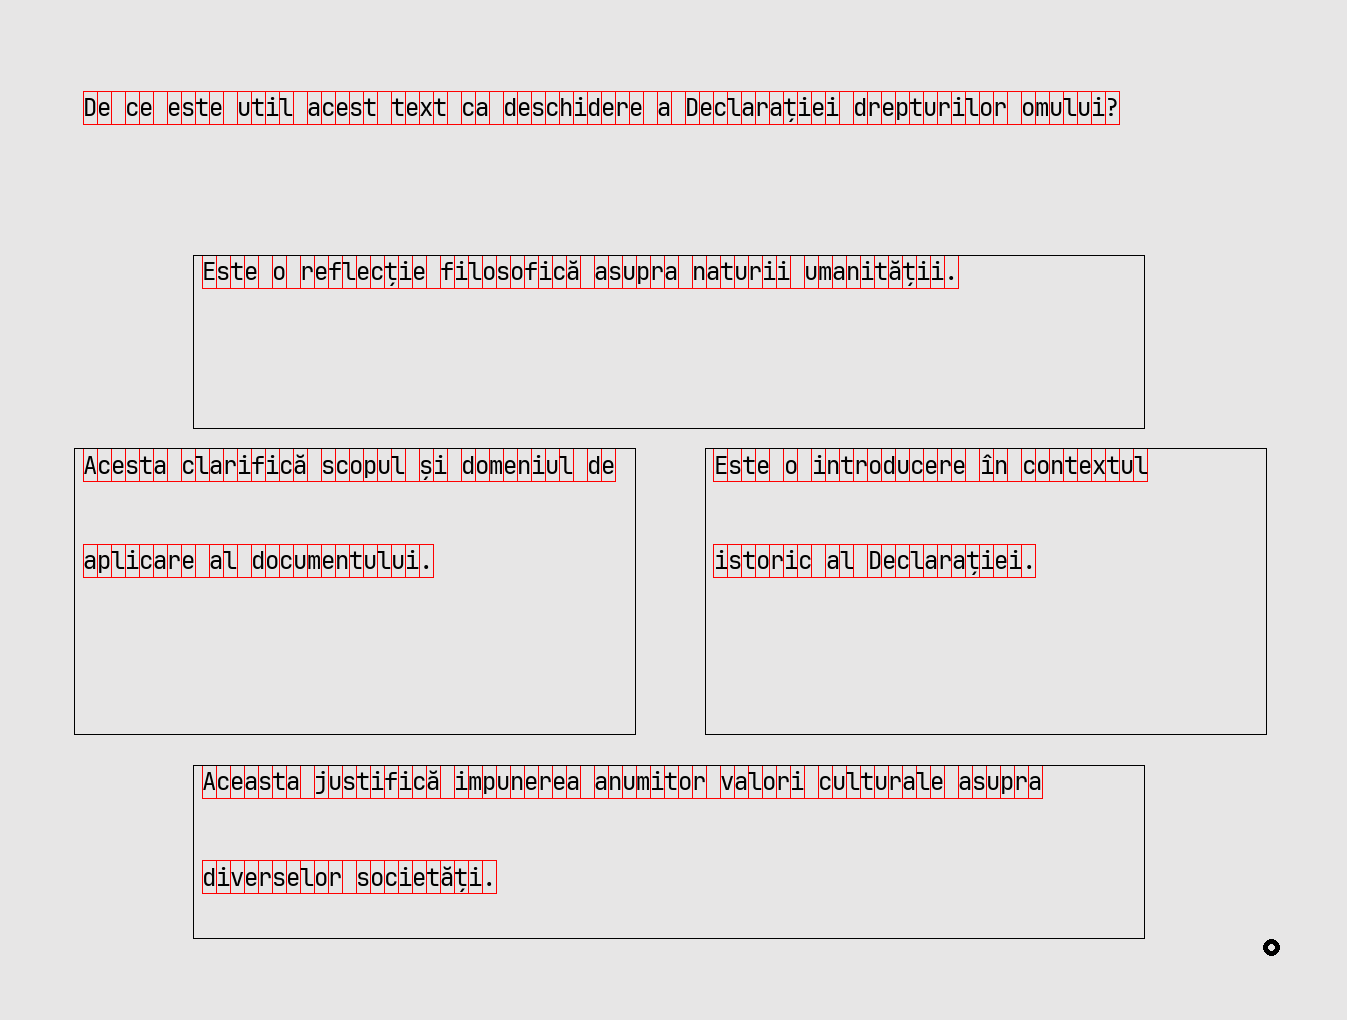 De ce este util acest text ca deschidere a Declarației drepturilor omului?
Este o reflecție filosofică asupra naturii umanității.
Acesta clarifică scopul și domeniul de
aplicare al documentului.
Este o introducere în contextul
istoric al Declarației.
Aceasta justifică impunerea anumitor valori culturale asupra
diverselor societăți.